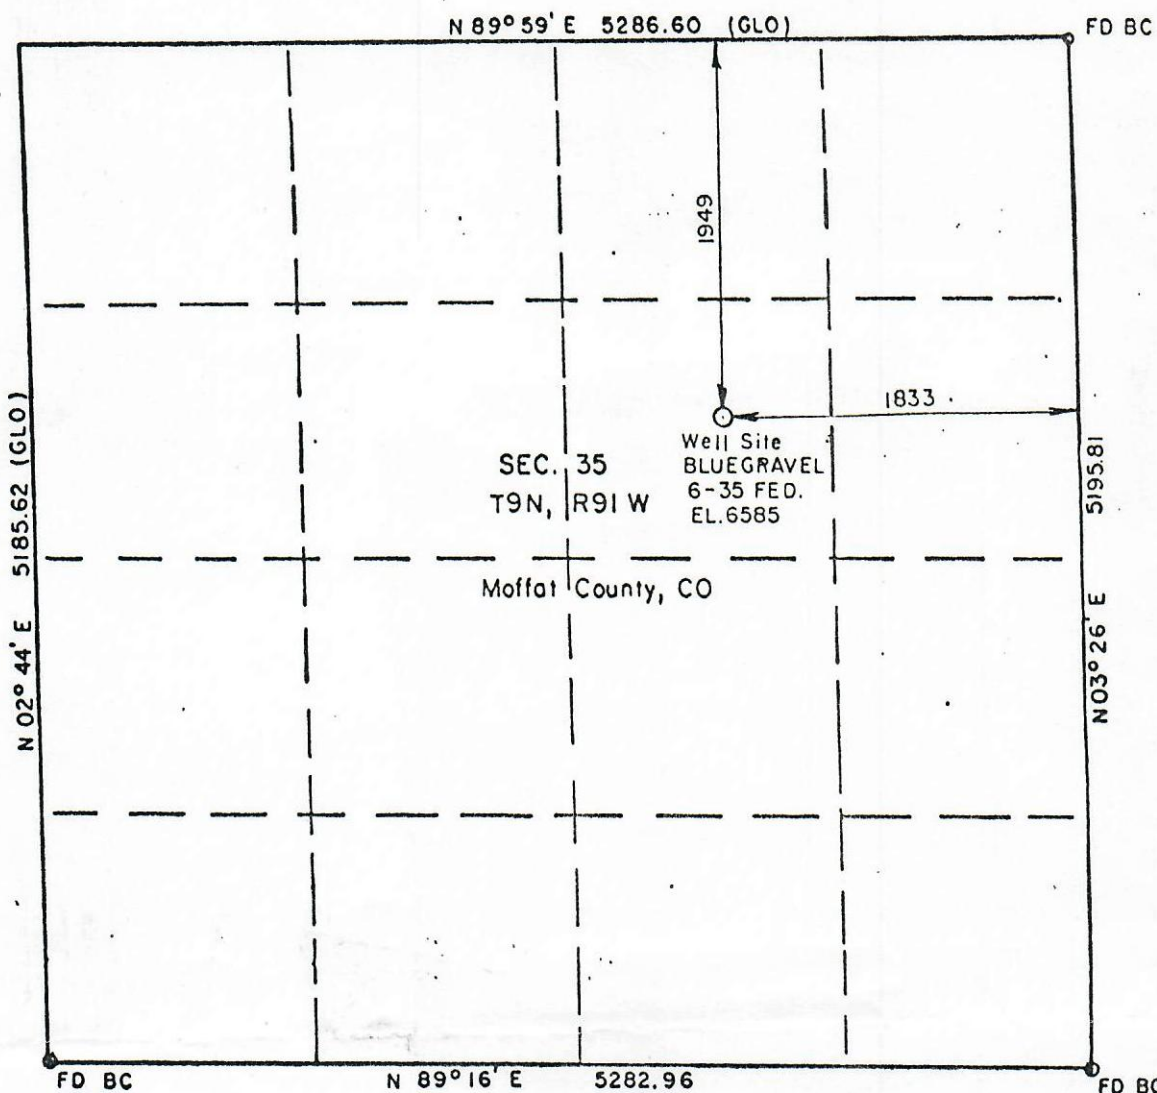 N 89° 59' E 5286.60 (GLO)
FD BC
1949
1833
Well Site
BLUEGRAVEL
6-35 FED.
EL.6585
SEC. 35
T9N, R91 W
Moffat County, CO
N 02° 44' E 5185.62 (GLO)
5195.81
N 03° 26' E
FD BC
N 89° 16' E 5282.96
FD BC